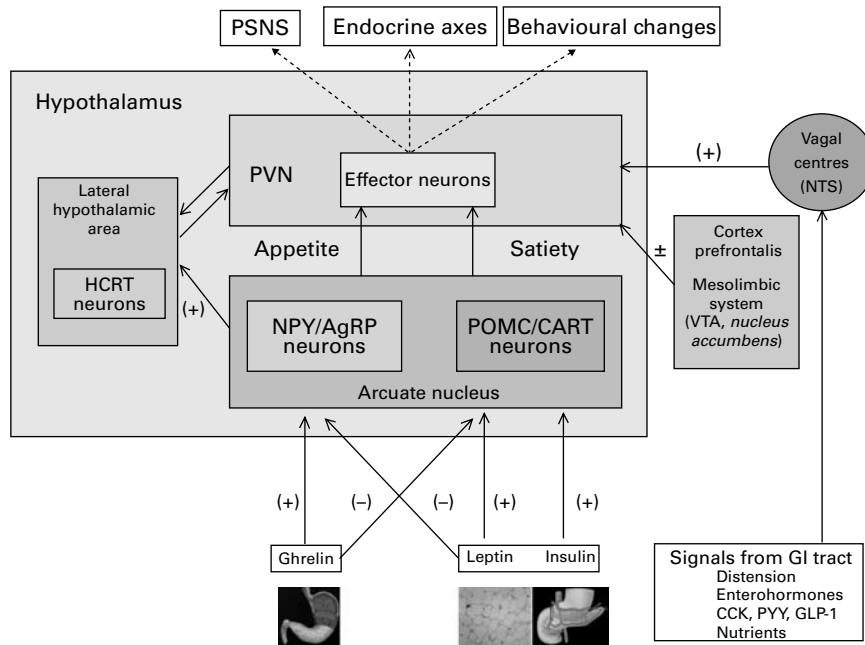 PSNS
Endocrine axes
Behavioural changes
Hypothalamus
PVN
Effector neurons
(+)
Vagal
centres
(NTS)
Lateral
hypothalamic
area
HCRT
neurons
(+)
Appetite
Satiety
±
Cortex
prefrontalis
Mesolimbic
system
(VTA, nucleus
accumbens)
NPY/AgRP
neurons
POMC/CART
neurons
Arcuate nucleus
(+)
(–)
(–)
(+)
(+)
Ghrelin
Leptin
Insulin
Signals from GI tract
Distension
Enterohormones
CCK, PYY, GLP-1
Nutrients